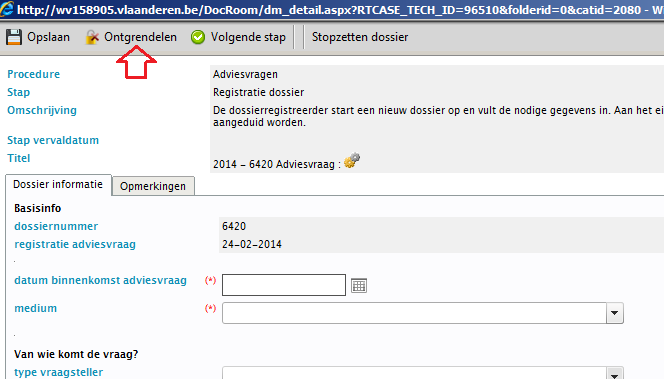 http://wv158905.vlaanderen.be/DocRoom/dm_detail.aspx?RTCASE_TECH_ID=96510&folderid=0&catid=2080 - W
Opslaan Ontgrendelen Volgende stap Stopzetten dossier
Procedure Adviesvragen
Stap Registratie dossier
Omschrijving De dossierregistreerder start een nieuw dossier op en vult de nodige gegevens in. Aan het ei
aangeduid worden.
Stap vervaldatum
Titel 2014 - 6420 Adviesvraag :
Dossier informatie Opmerkingen
Basisinfo
dossiernummer 6420
registratie adviesvraag 24-02-2014
.
datum binnenkomst adviesvraag (*)
medium (*)
.
Van wie komt de vraag?
type vraagsteller